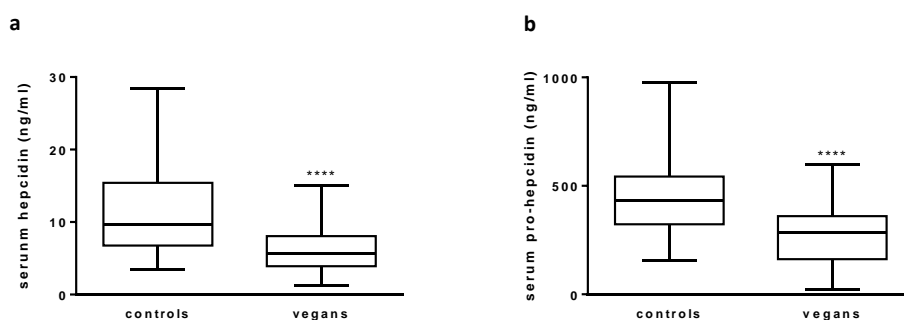 a
b
serunm hepcidin (ng/ml)
30
20
10
0
****
controls
vegans
serum pro-hepcidin (ng/ml)
1000
500
0
****
controls
vegans